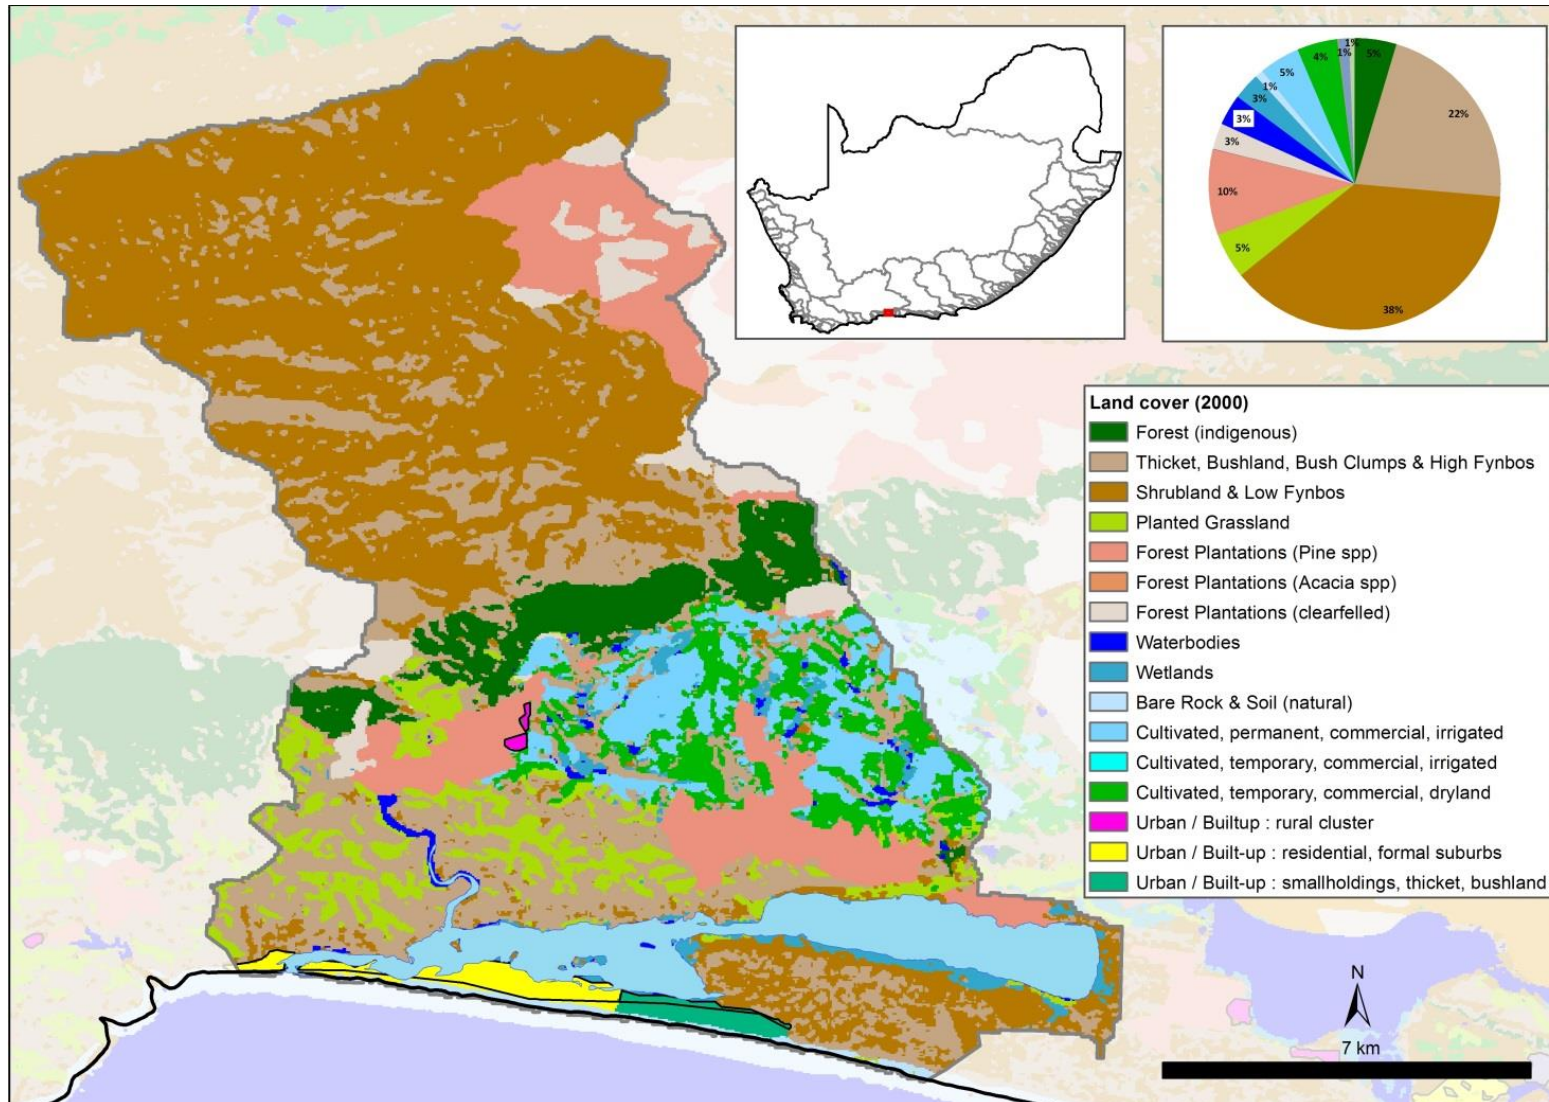 1%
5%
4%
1%
5%
1%
3%
3%
3%
22%
10%
5%
38%
Land cover (2000)
Forest (indigenous)
Thicket, Bushland, Bush Clumps & High Fynbos
Shrubland & Low Fynbos
Planted Grassland
Forest Plantations (Pine spp)
Forest Plantations (Acacia spp)
Forest Plantations (clearfelled)
Waterbodies
Wetlands
Bare Rock & Soil (natural)
Cultivated, permanent, commercial, irrigated
Cultivated, temporary, commercial, irrigated
Cultivated, temporary, commercial, dryland
Urban / Builtup : rural cluster
Urban / Built-up : residential, formal suburbs
Urban / Built-up : smallholdings, thicket, bushland
N
7 km